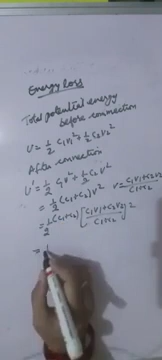 Energy loss
Total potential energy
before connection
U = 1/2 C1V1² + 1/2 C2V2²
After connection
U' = 1/2 C1V² + 1/2 C2V²
= 1/2 (C1+C2)V² V = C1V1+C2V2/C1+C2
= 1/2 (C1+C2) [C1V1+C2V2/C1+C2]²
= 1